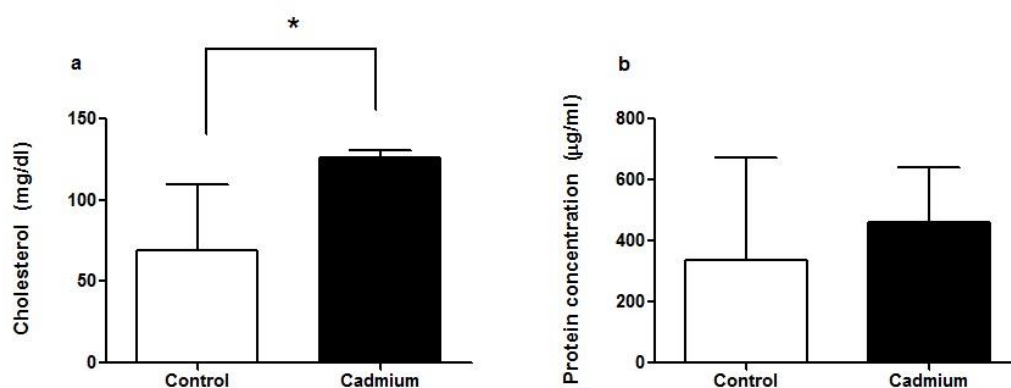 *
a
Cholesterol (mg/dl)
150
100
50
0
Control Cadmium
b
Protein concentration (µg/ml)
800
600
400
200
0
Control Cadmium